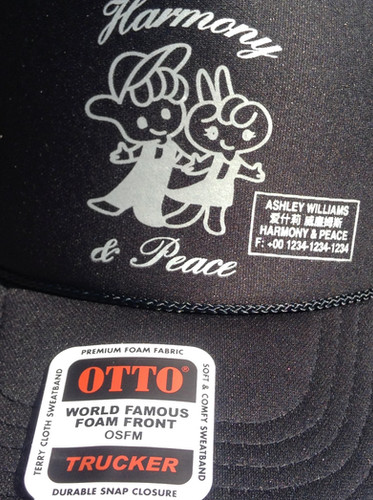 Harmony
& Peace
ASHLEY WILLIAMS
爱什莉 威廉姆斯
HARMONY & PEACE
F: +00 1234-1234-1234
PREMIUM FOAM FABRIC
TERRY CLOTH SWEATBAND
SOFT & COMFY SWEATBAND
OTTO®
WORLD FAMOUS
FOAM FRONT
OSFM
TRUCKER
DURABLE SNAP CLOSURE